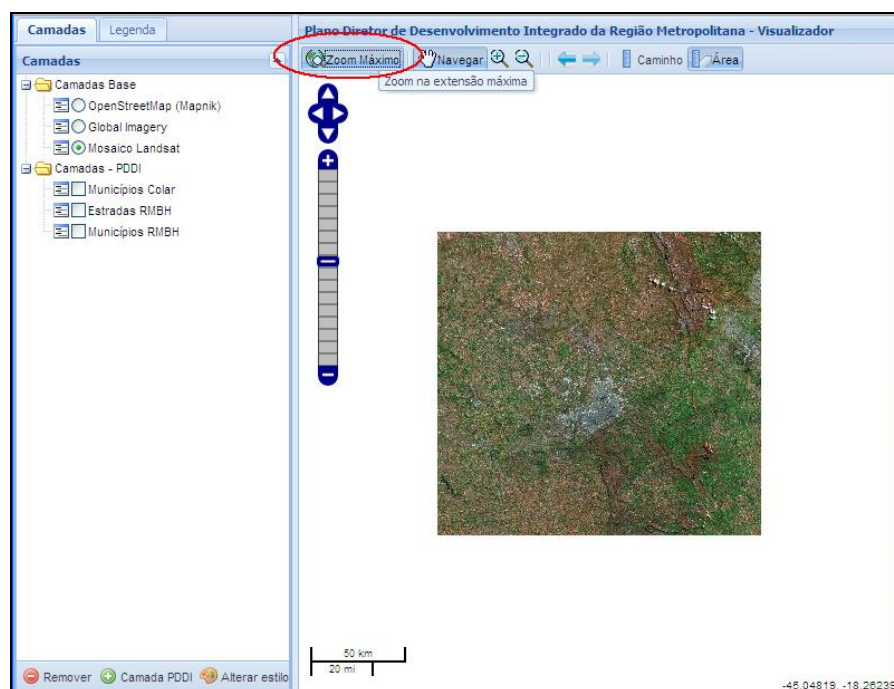 Camadas
Legenda
Plano Diretor de Desenvolvimento Integrado da Região Metropolitana - Visualizador
Camadas
Zoom Máximo
Navegar
Caminho
Área
Zoom na extensão máxima
Camadas Base
OpenStreetMap (Mapnik)
Global Imagery
Mosaico Landsat
Camadas - PDDI
Municípios Colar
Estradas RMBH
Municípios RMBH
50 km
20 mi
Remover
Camada PDDI
Alterar estilo
-45.04819, -18.26239